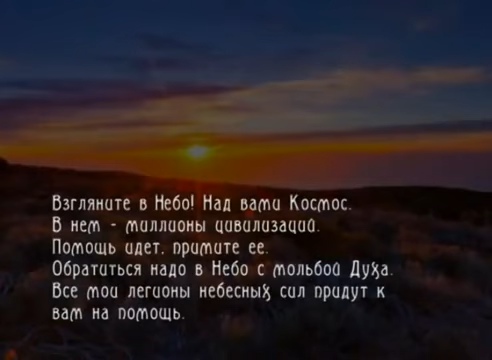 Взгляните в Небо! Над вами Космос.
В нем - миллионы цивилизаций.
Помощь идет, примите ее.
Обратиться надо в Небо с мольбой Духа.
Все мои легионы небесных сил придут к
вам на помощь.